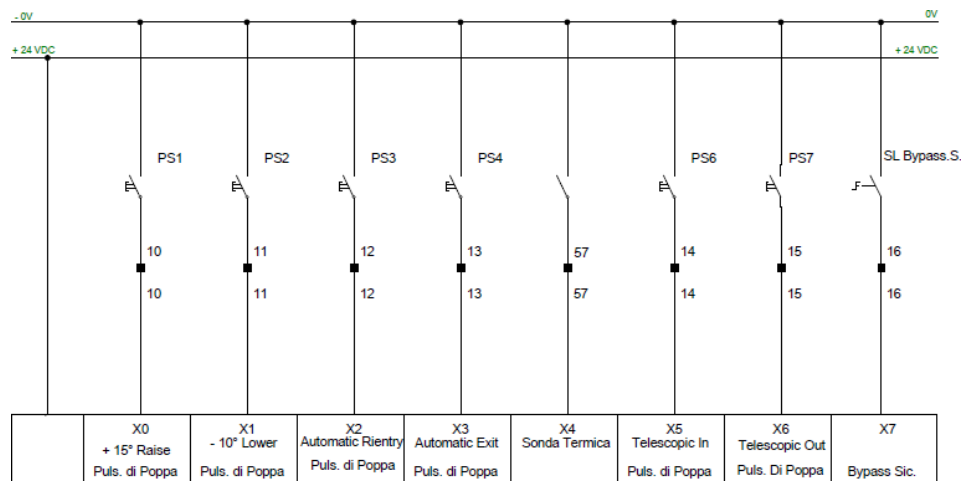 - 0V 0V
+ 24 VDC + 24 VDC
PS1 PS2 PS3 PS4 PS6 PS7 SL Bypass.S.
10 11 12 13 57 14 15 16
10 11 12 13 57 14 15 16
X0 X1 X2 X3 X4 X5 X6 X7
+ 15° Raise - 10° Lower Automatic Rientry Automatic Exit Sonda Termica Telescopic In Telescopic Out
Puls. di Poppa Puls. di Poppa Puls. di Poppa Puls. di Poppa Puls. di Poppa Puls. Di Poppa Bypass Sic.